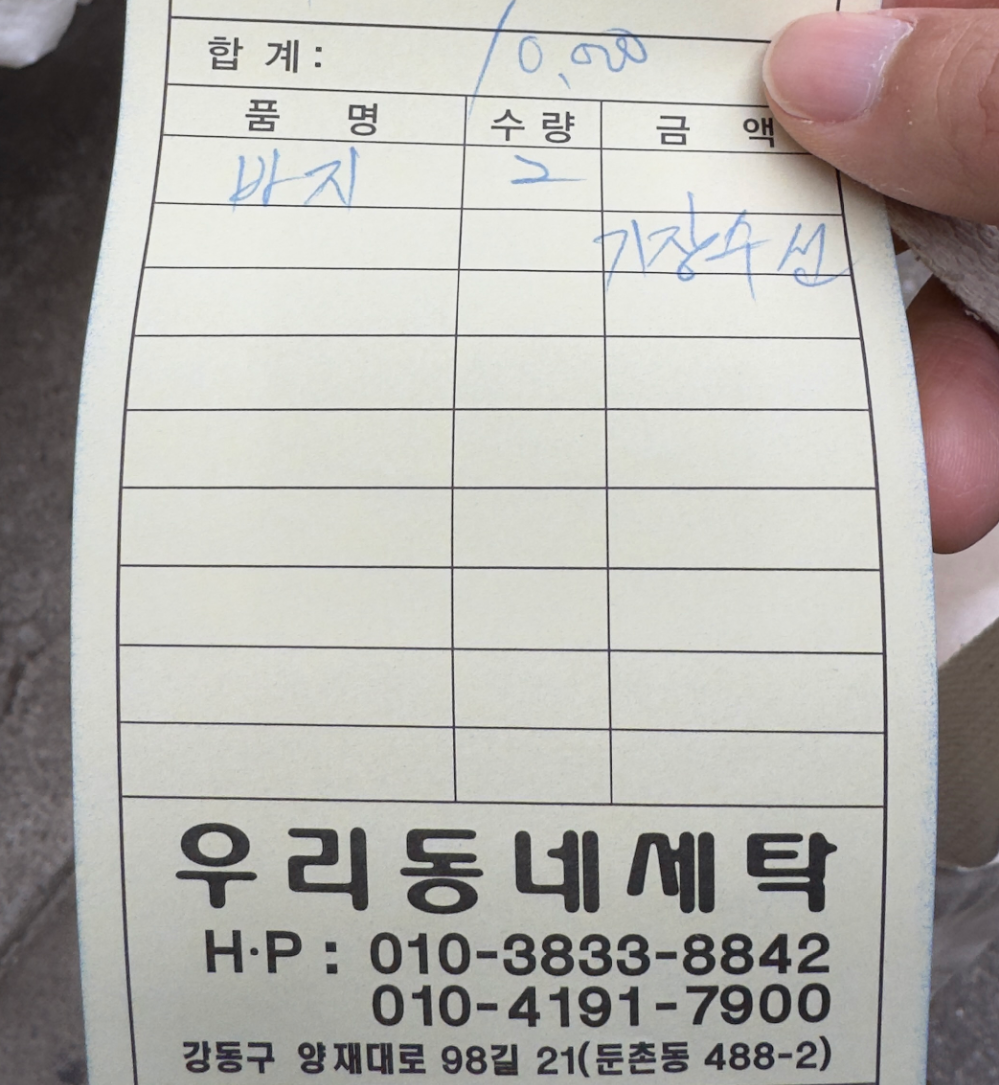 합 계 : 10,000
품 명 수 량 금 액
바지 2
기장수선
우리동네세탁
H·P : 010-3833-8842
010-4191-7900
강동구 양재대로 98길 21(둔촌동 488-2)